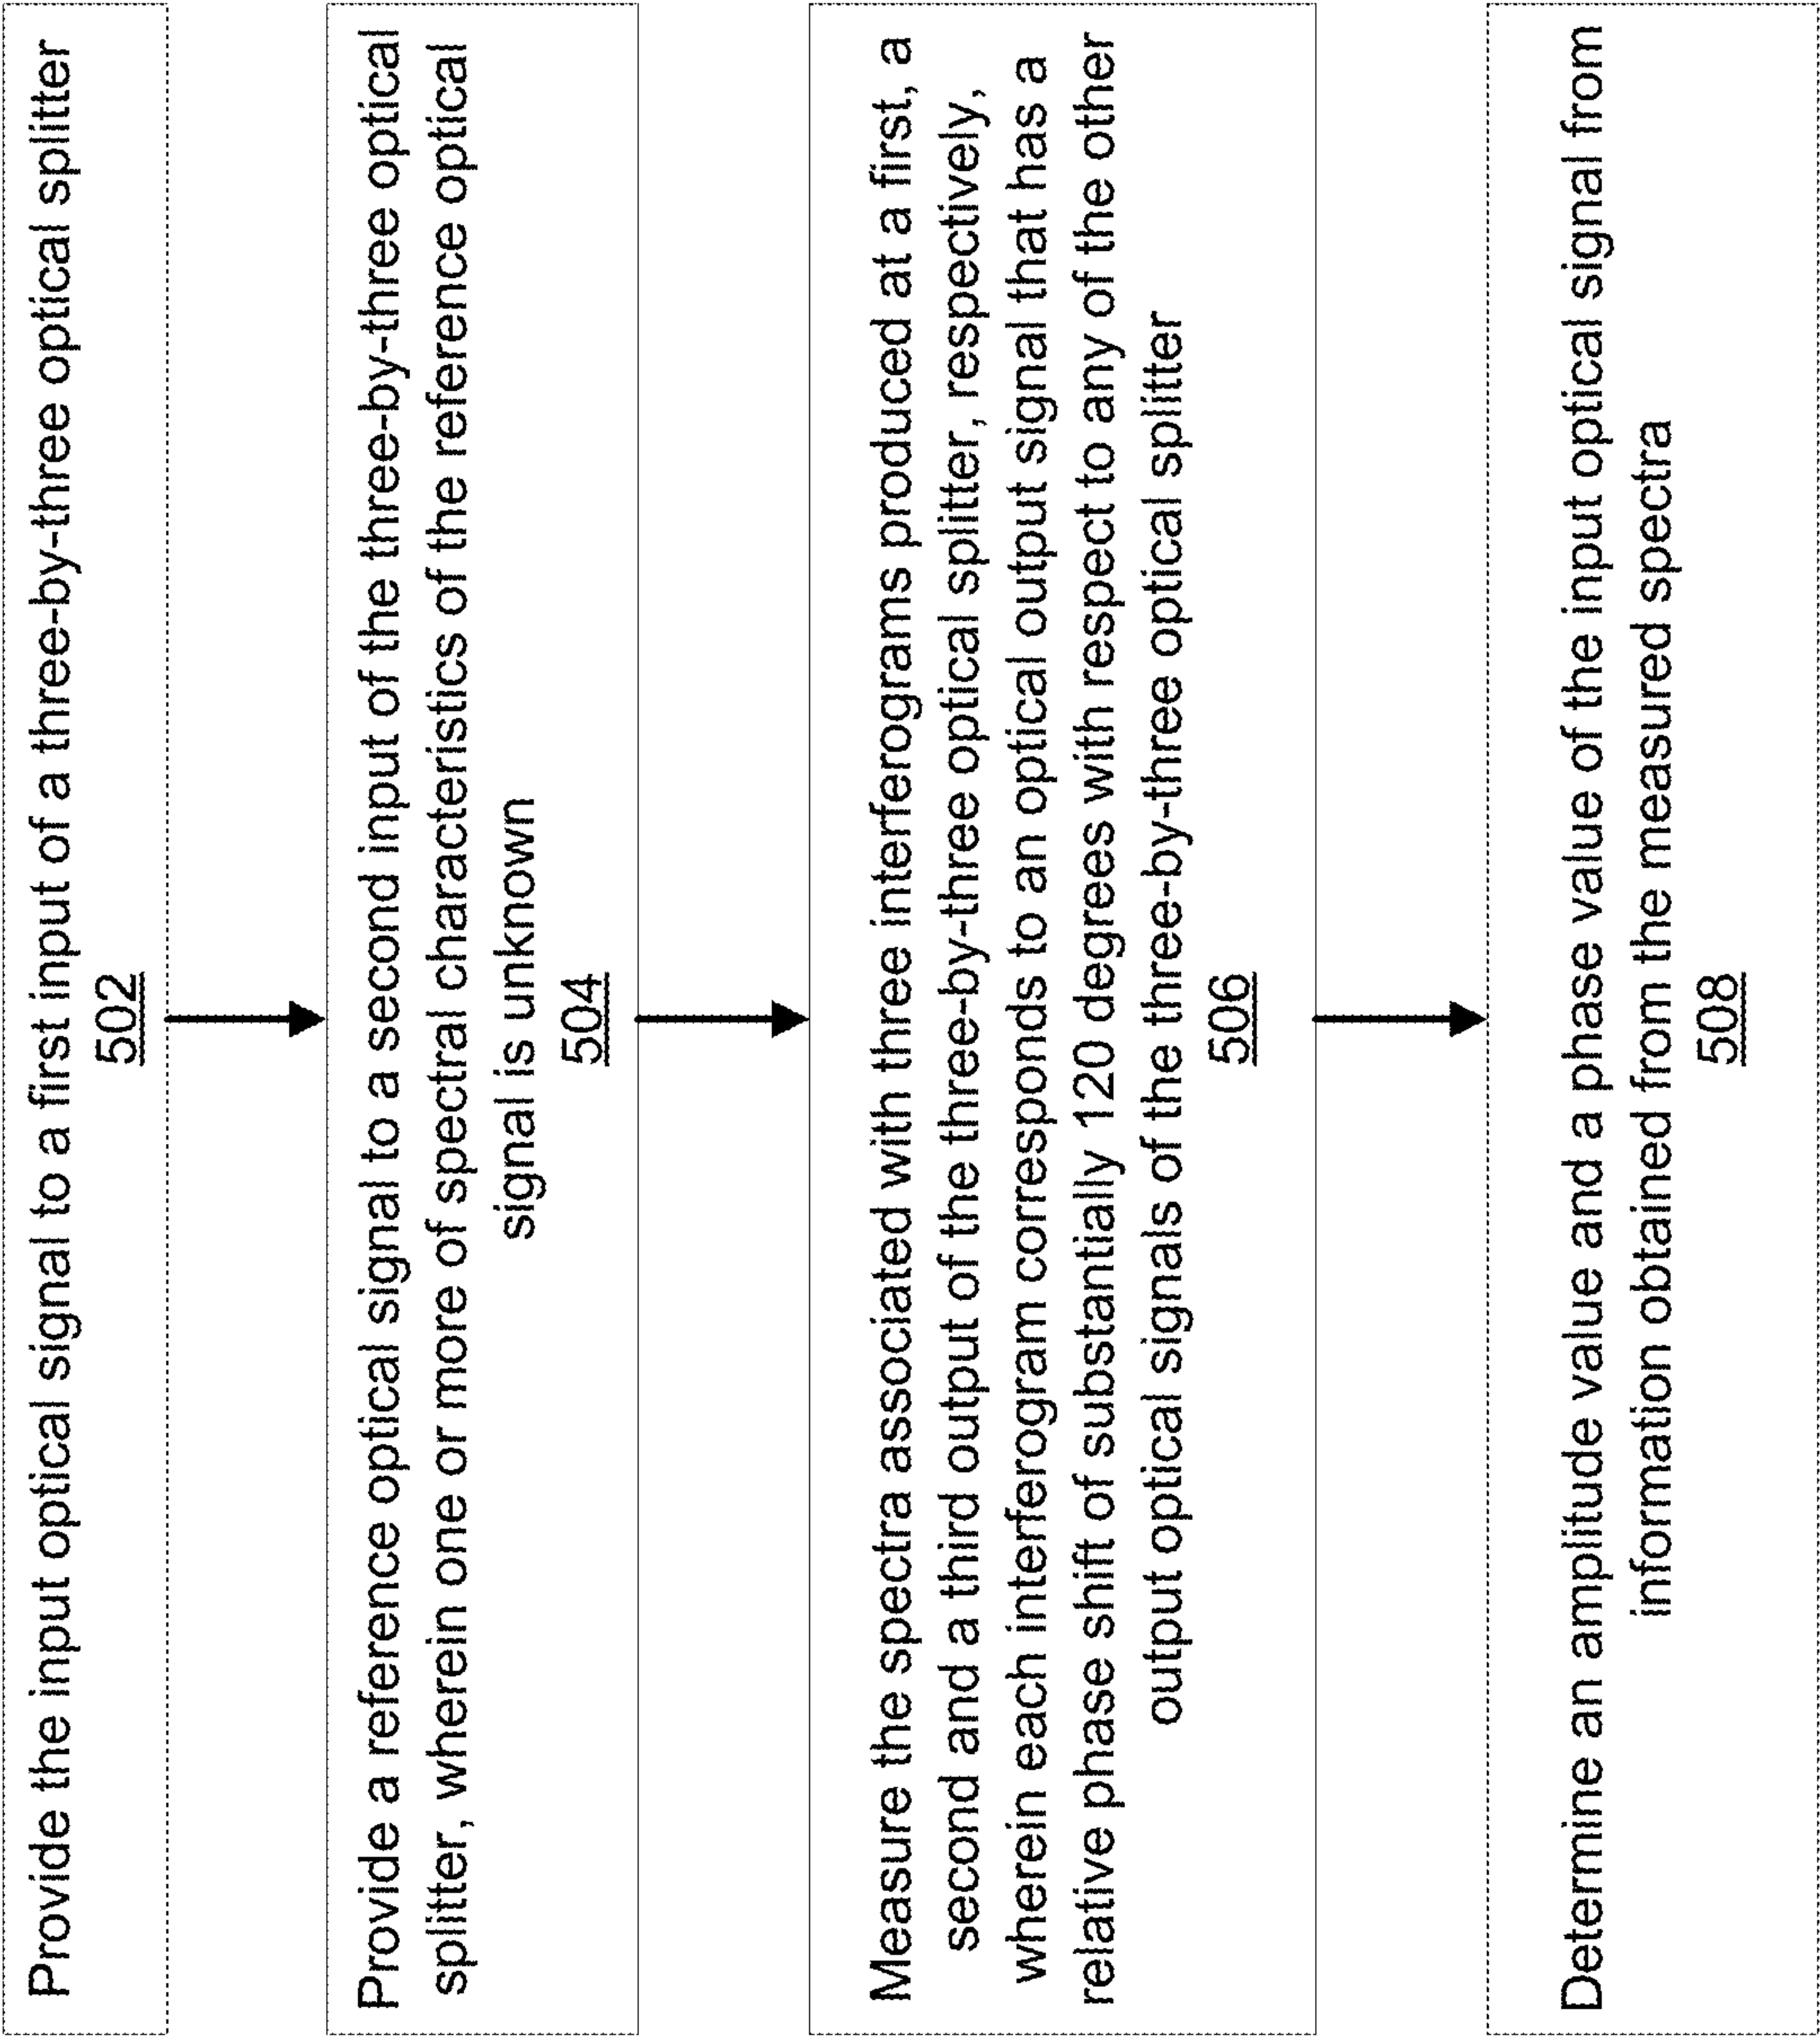 Provide the input optical signal to a first input of a three-by-three optical splitter
502
Provide a reference optical signal to a second input of the three-by-three optical
splitter, wherein one or more of spectral characteristics of the reference optical
signal is unknown
504
Measure the spectra associated with three interferograms produced at a first, a
second and a third output of the three-by-three optical splitter, respectively,
wherein each interferogram corresponds to an optical output signal that has a
relative phase shift of substantially 120 degrees with respect to any of the other
output optical signals of the three-by-three optical splitter
506
Determine an amplitude value and a phase value of the input optical signal from
information obtained from the measured spectra
508